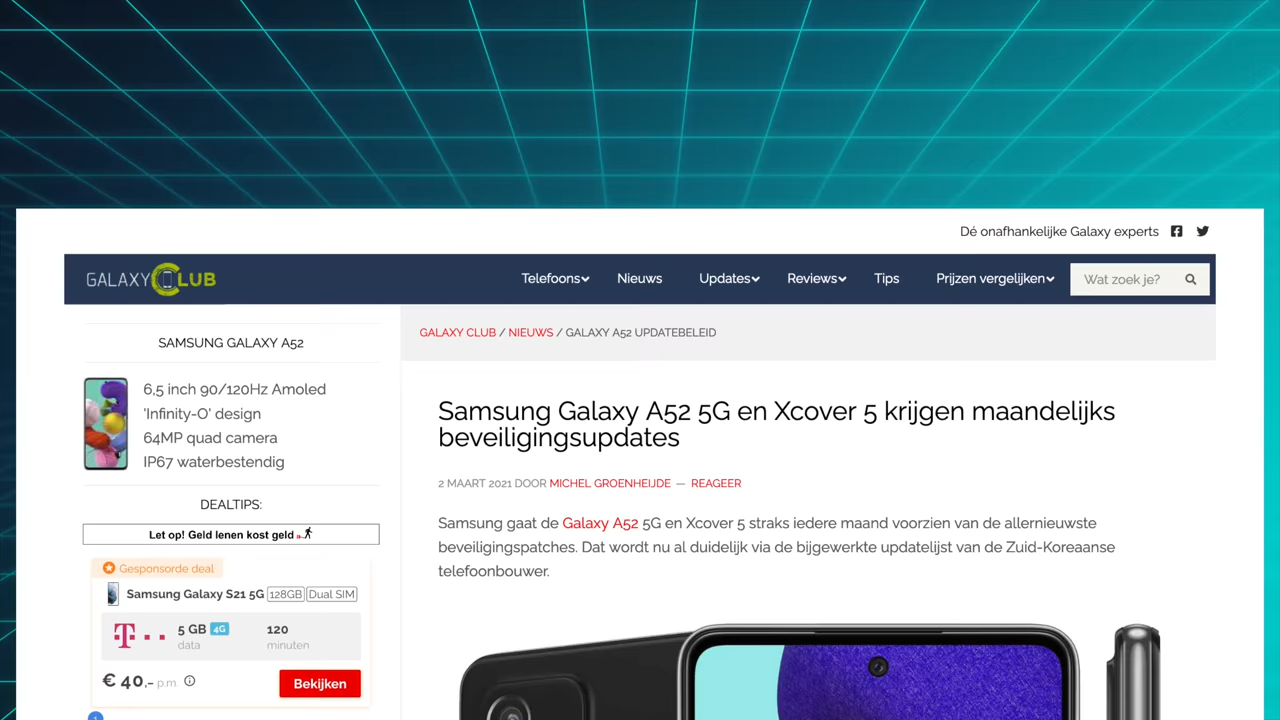 Dé onafhankelijke Galaxy experts
GALAXY CLUB
Telefoons Nieuws Updates Reviews Tips Prijzen vergelijken Wat zoek je?
SAMSUNG GALAXY A52
6,5 inch 90/120Hz Amoled
'Infinity-O' design
64MP quad camera
IP67 waterbestendig
DEALTIPS:
Let op! Geld lenen kost geld
Gesponsorde deal
Samsung Galaxy S21 5G 128GB Dual SIM
T 5 GB 4G 120
data minuten
€ 40,- p.m. Bekijken
1
GALAXY CLUB / NIEUWS / GALAXY A52 UPDATEBELEID
Samsung Galaxy A52 5G en Xcover 5 krijgen maandelijks
beveiligingsupdates
2 MAART 2021 DOOR MICHEL GROENHEIJDE — REAGEER
Samsung gaat de Galaxy A52 5G en Xcover 5 straks iedere maand voorzien van de allernieuwste
beveiligingspatches. Dat wordt nu al duidelijk via de bijgewerkte updatelijst van de Zuid-Koreaanse
telefoonbouwer.